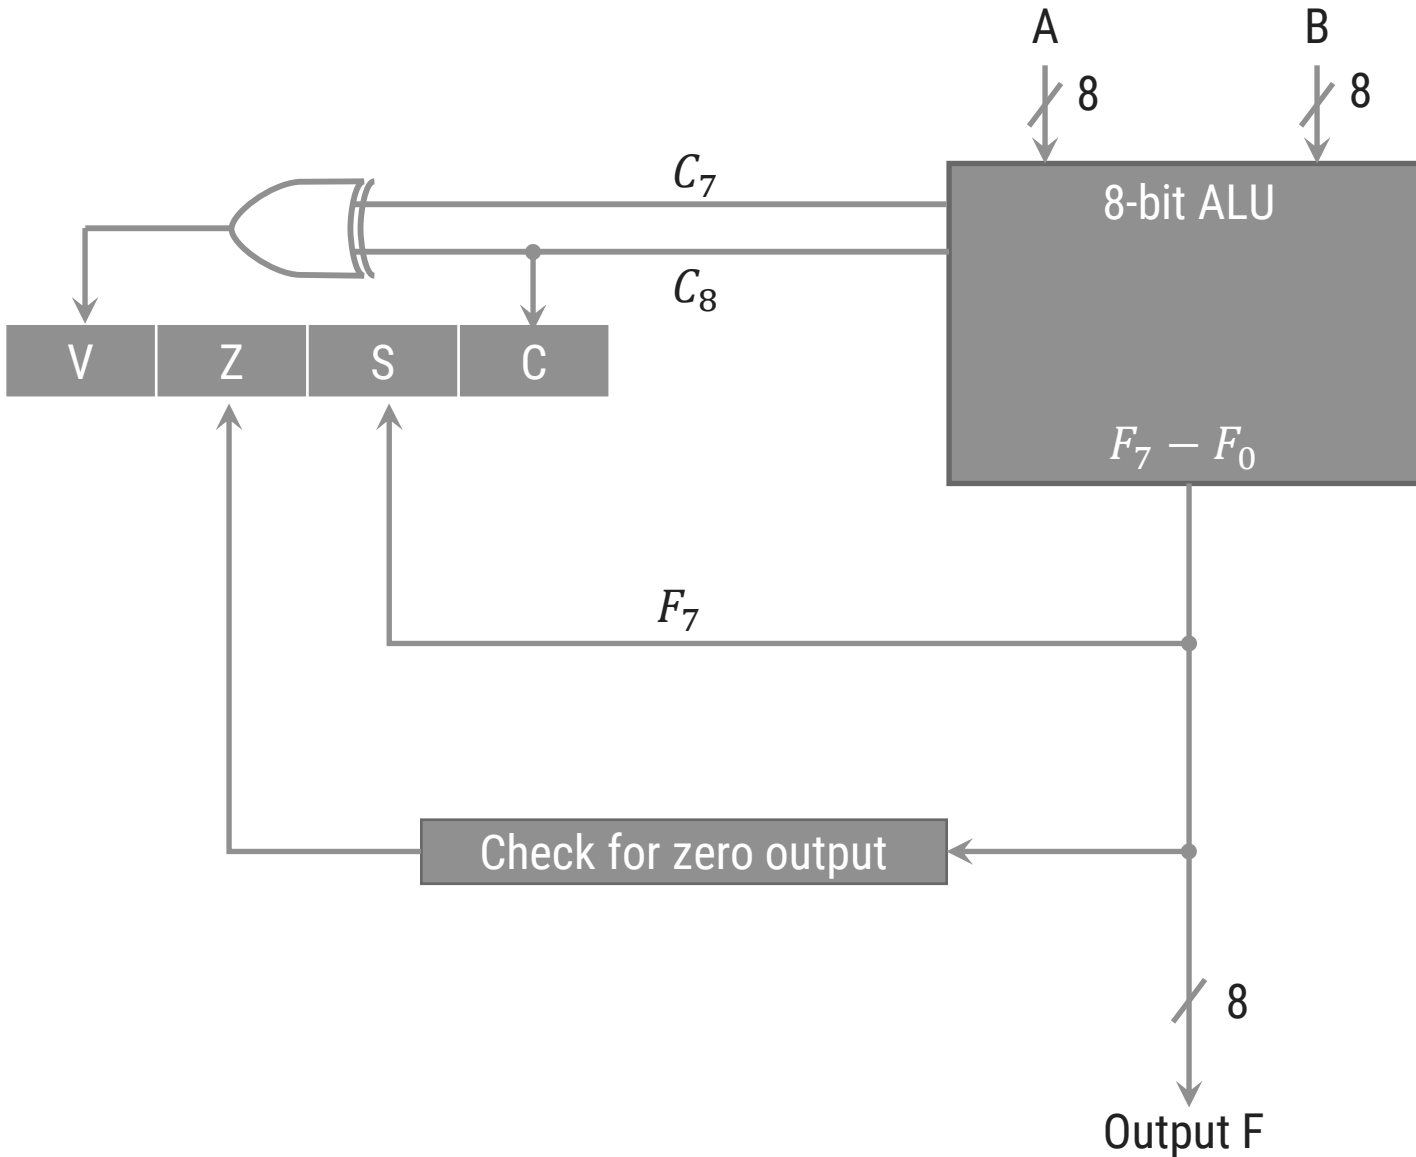 A
B
8
8
C₇
8-bit ALU
C₈
V Z S C
F₇ − F₀
F₇
Check for zero output
8
Output F